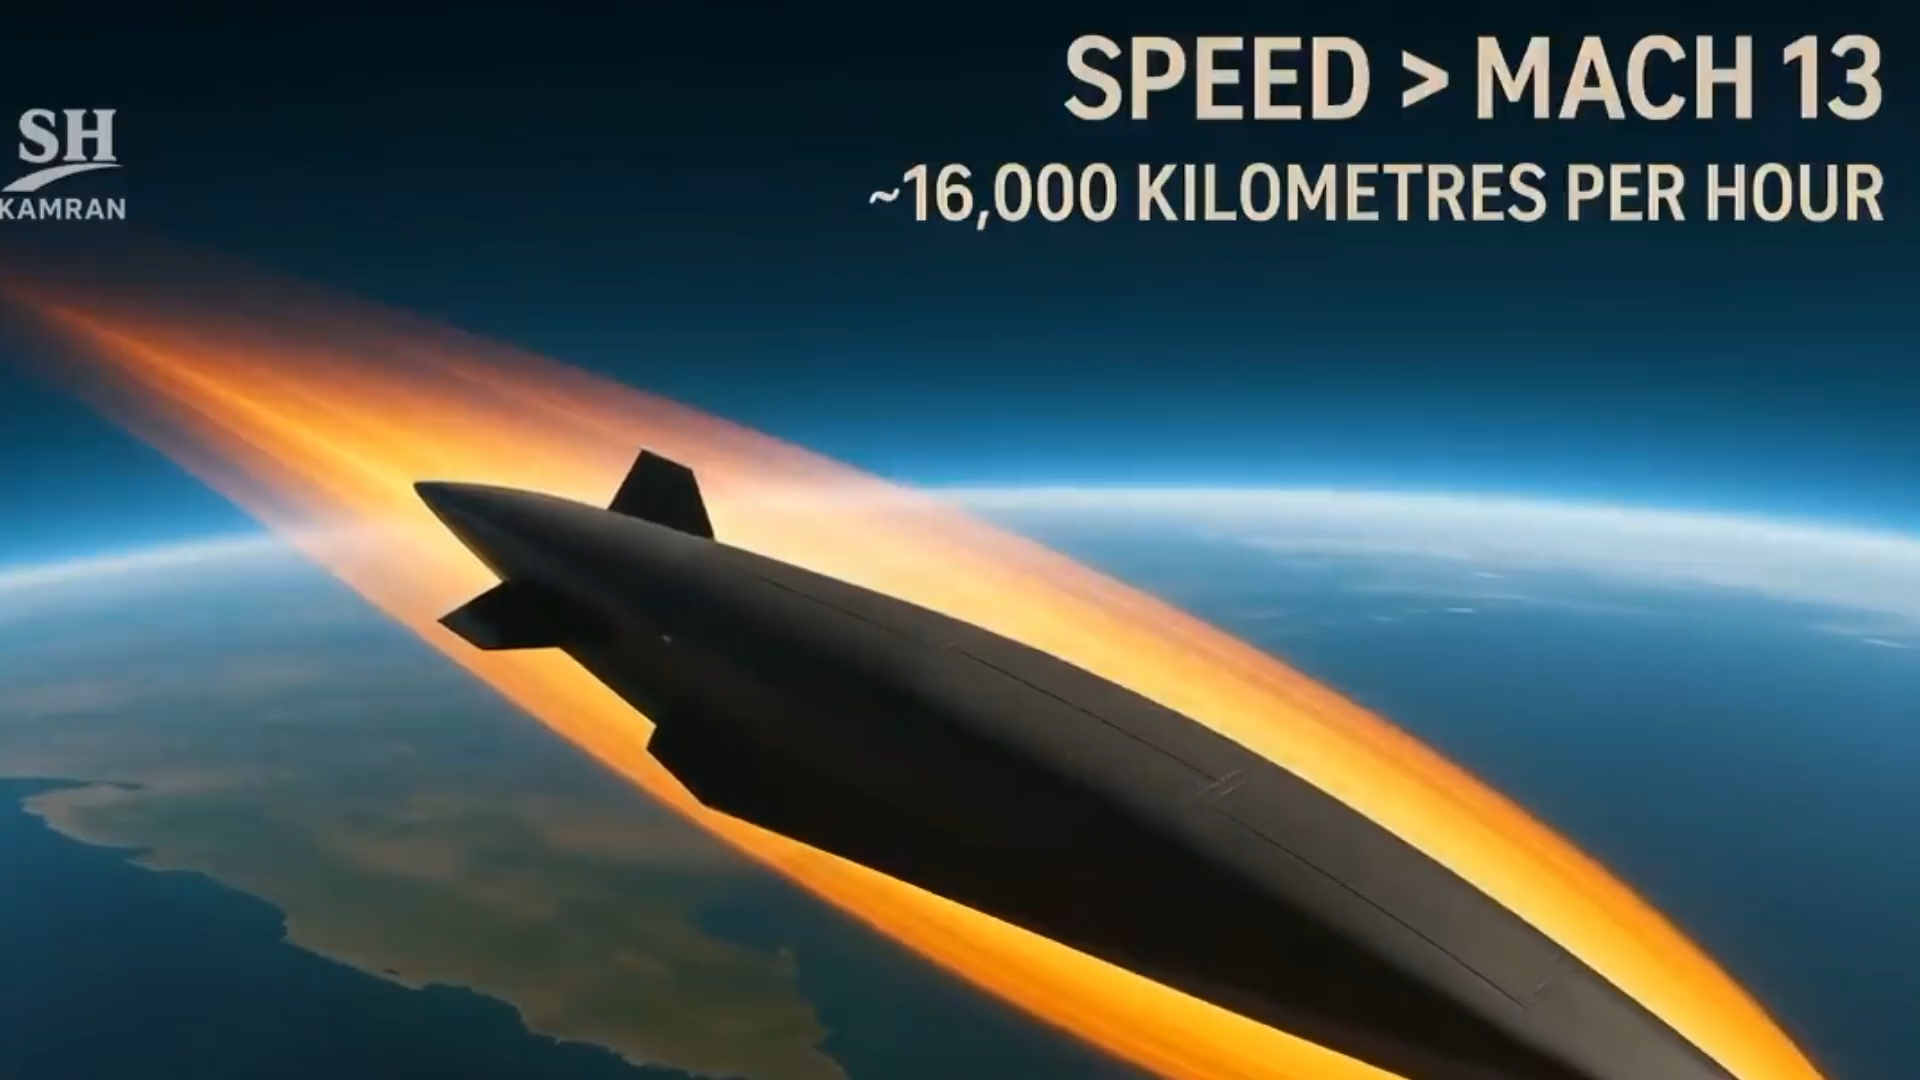 SPEED > MACH 13
~16,000 KILOMETRES PER HOUR
SH
KAMRAN